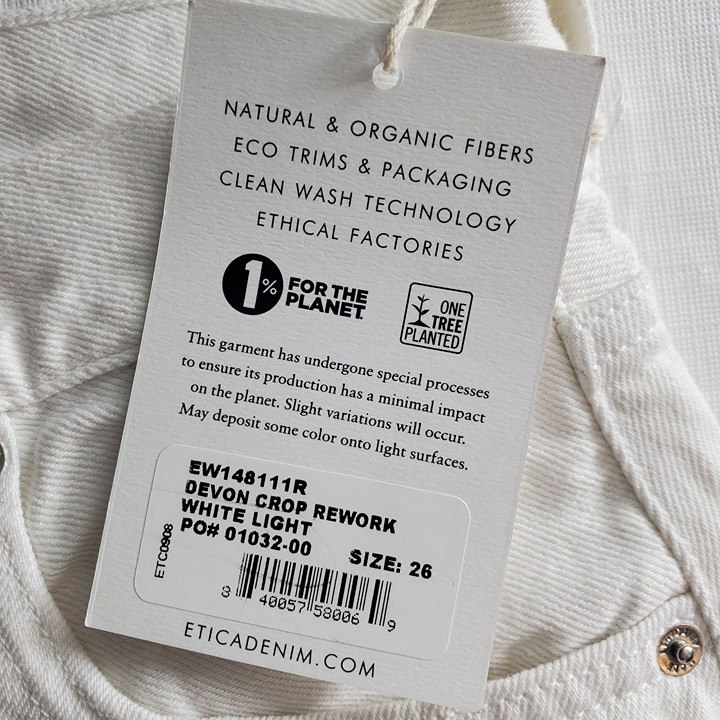 NATURAL & ORGANIC FIBERS
ECO TRIMS & PACKAGING
CLEAN WASH TECHNOLOGY
ETHICAL FACTORIES
1%
FOR THE
PLANET
ONE
TREE
PLANTED
This garment has undergone special processes
to ensure its production has a minimal impact
on the planet. Slight variations will occur.
May deposit some color onto light surfaces.
EW148111R
DEVON CROP REWORK
WHITE LIGHT
PO# 01032-00 SIZE: 26
ETC0908
8 40057 58006 9
ETICADENIM.COM